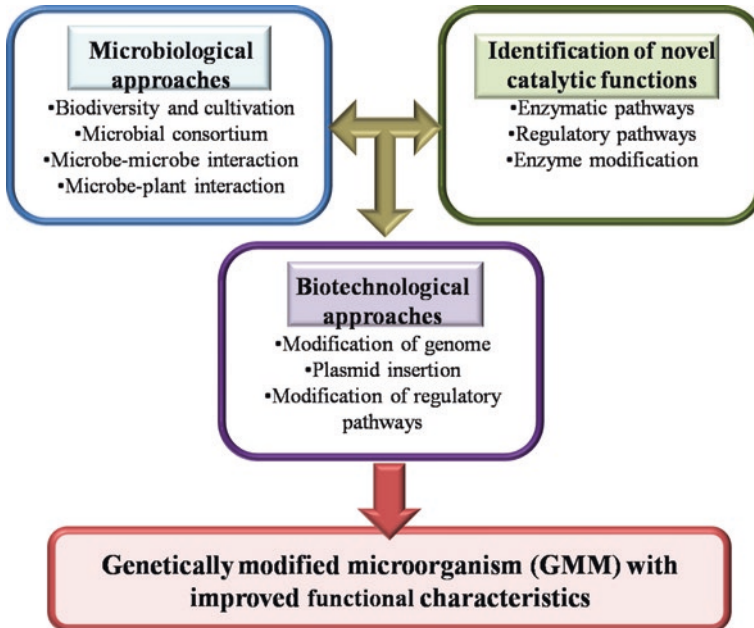 Microbiological
approaches
•Biodiversity and cultivation
•Microbial consortium
•Microbe-microbe interaction
•Microbe-plant interaction
Identification of novel
catalytic functions
•Enzymatic pathways
•Regulatory pathways
•Enzyme modification
Biotechnological
approaches
•Modification of genome
•Plasmid insertion
•Modification of regulatory
pathways
Genetically modified microorganism (GMM) with
improved functional characteristics